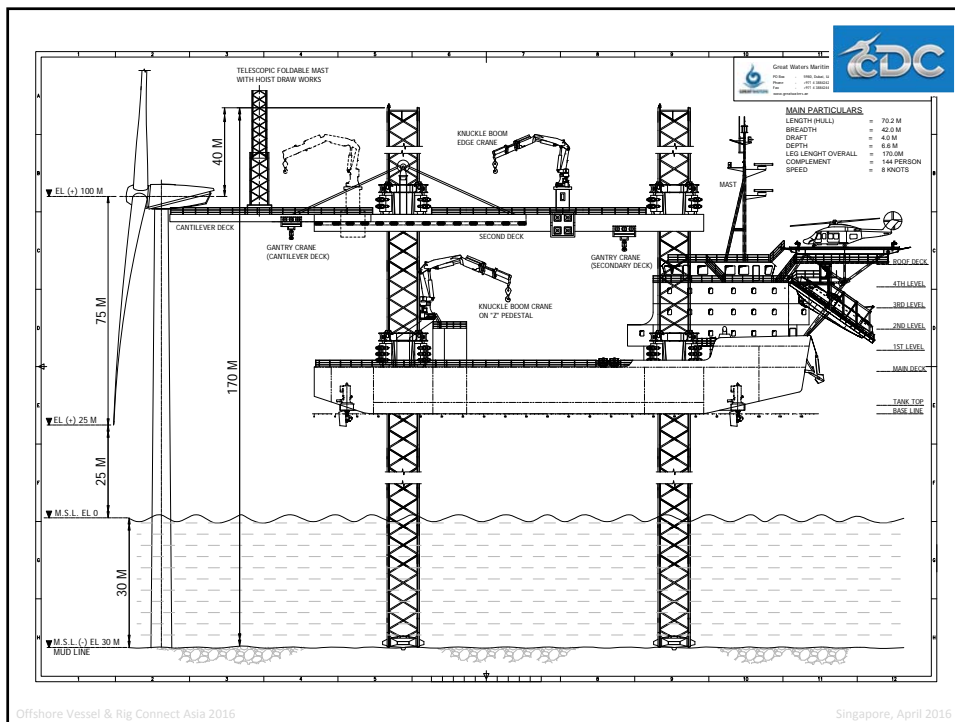 CDC
Great Waters Maritim
GREAT WATERS
www.greatwaters.ae
MAIN PARTICULARS
LENGTH (HULL) = 70.2 M
BREADTH = 42.0 M
DRAFT = 4.0 M
DEPTH = 6.6 M
LEG LENGHT OVERALL = 170.0M
COMPLEMENT = 144 PERSON
SPEED = 8 KNOTS
TELESCOPIC FOLDABLE MAST
WITH HOIST DRAW WORKS
40 M
KNUCKLE BOOM
EDGE CRANE
MAST
EL (+) 100 M
CANTILEVER DECK
SECOND DECK
GANTRY CRANE
(CANTILEVER DECK)
GANTRY CRANE
(SECONDARY DECK)
ROOF DECK
4TH LEVEL
3RD LEVEL
2ND LEVEL
1ST LEVEL
MAIN DECK
TANK TOP
BASE LINE
KNUCKLE BOOM CRANE
ON "Z" PEDESTAL
75 M
170 M
EL (+) 25 M
25 M
M.S.L. EL 0
30 M
M.S.L.(-) EL 30 M
MUD LINE
Offshore Vessel & Rig Connect Asia 2016
Singapore, April 2016